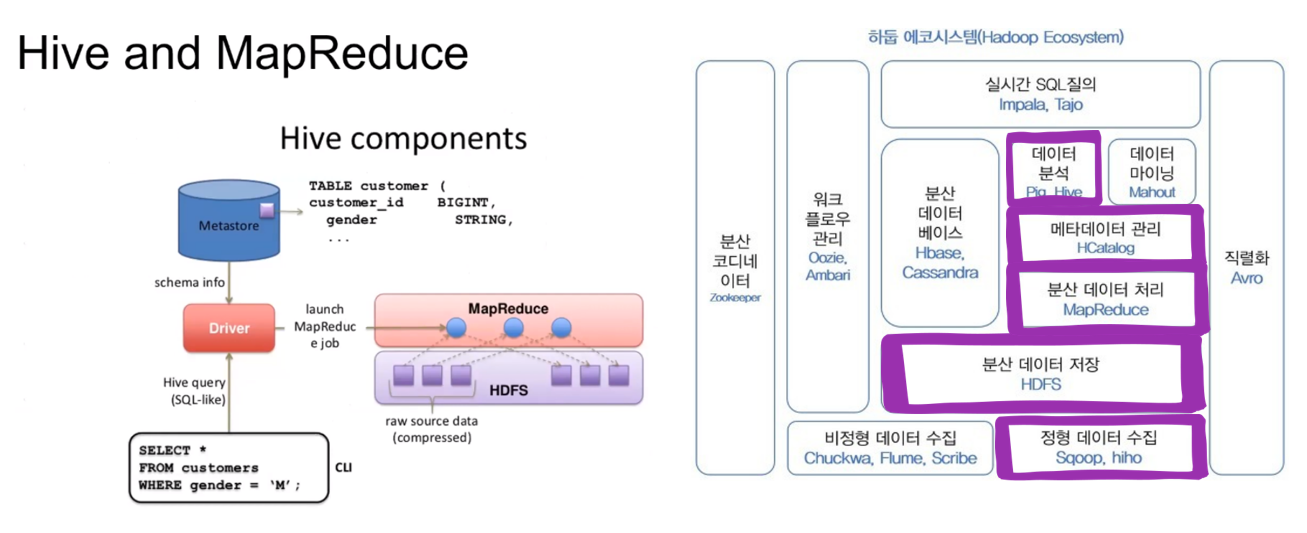 Hive and MapReduce
Hive components
Metastore
TABLE customer (
customer_id BIGINT,
gender STRING,
...
schema info
Driver
launch
MapReduc
e job
MapReduce
HDFS
raw source data
(compressed)
Hive query
(SQL-like)
SELECT *
FROM customers
WHERE gender = ‘M’;
CLI
하둡 에코시스템(Hadoop Ecosystem)
분산
코디네
이터
Zookeeper
워크
플로우
관리
Oozie,
Ambari
실시간 SQL질의
Impala, Tajo
분산
데이터
베이스
Hbase,
Cassandra
데이터
분석
Pig, Hive
데이터
마이닝
Mahout
메타데이터 관리
HCatalog
분산 데이터 처리
MapReduce
분산 데이터 저장
HDFS
비정형 데이터 수집
Chuckwa, Flume, Scribe
정형 데이터 수집
Sqoop, hiho
직렬화
Avro